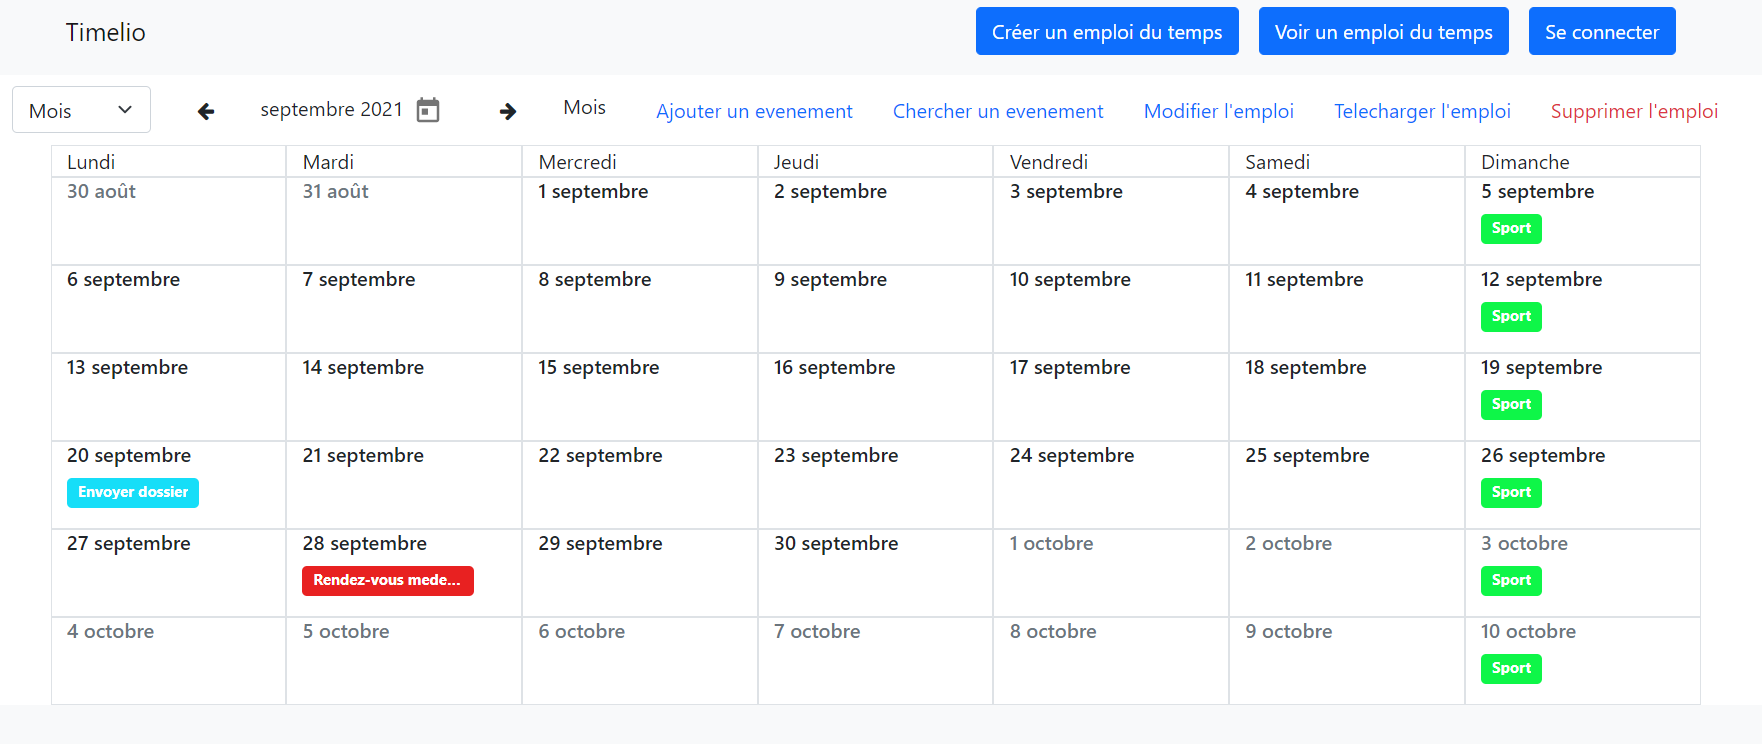 Timelio Créer un emploi du temps Voir un emploi du temps Se connecter
Mois septembre 2021 Mois Ajouter un evenement Chercher un evenement Modifier l'emploi Telecharger l'emploi Supprimer l'emploi
Lundi Mardi Mercredi Jeudi Vendredi Samedi Dimanche
30 août 31 août 1 septembre 2 septembre 3 septembre 4 septembre 5 septembre
Sport
6 septembre 7 septembre 8 septembre 9 septembre 10 septembre 11 septembre 12 septembre
Sport
13 septembre 14 septembre 15 septembre 16 septembre 17 septembre 18 septembre 19 septembre
Sport
20 septembre 21 septembre 22 septembre 23 septembre 24 septembre 25 septembre 26 septembre
Envoyer dossier Sport
27 septembre 28 septembre 29 septembre 30 septembre 1 octobre 2 octobre 3 octobre
Rendez-vous mede... Sport
4 octobre 5 octobre 6 octobre 7 octobre 8 octobre 9 octobre 10 octobre
Sport